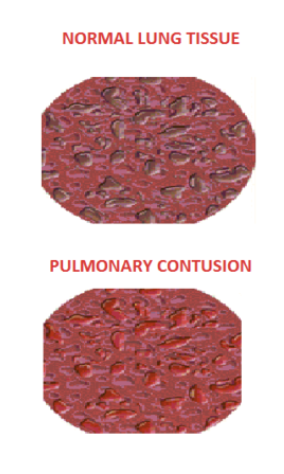 NORMAL LUNG TISSUE
PULMONARY CONTUSION